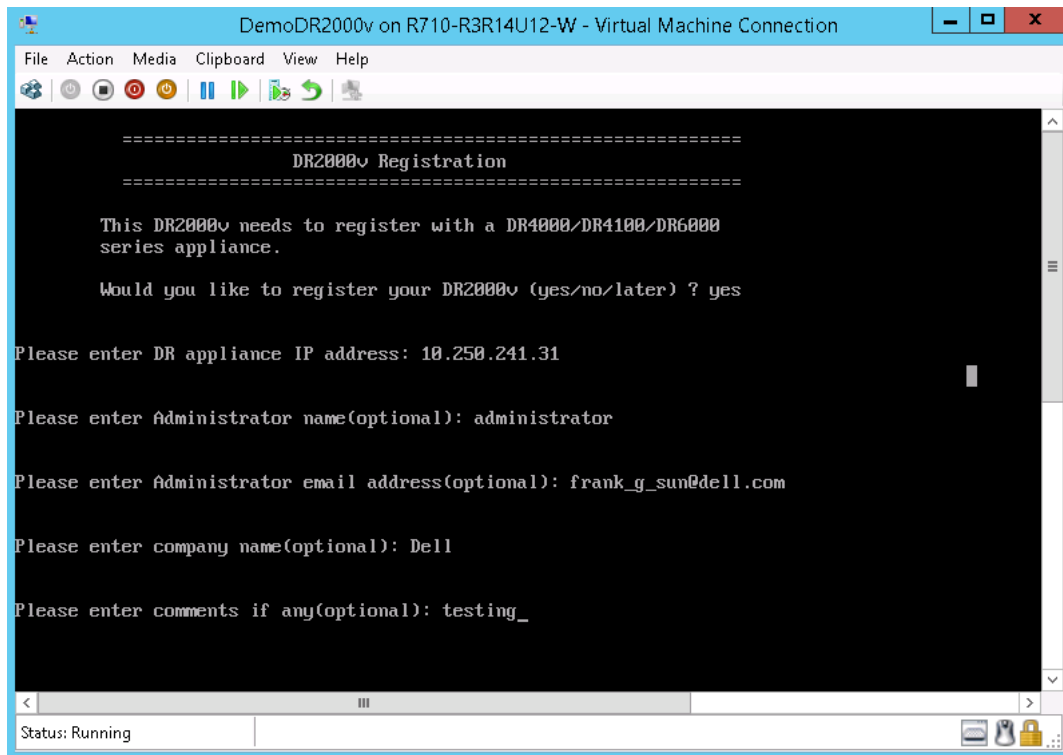 DemoDR2000v on R710-R3R14U12-W - Virtual Machine Connection
File Action Media Clipboard View Help
==========================================================
DR2000v Registration
==========================================================
This DR2000v needs to register with a DR4000/DR4100/DR6000
series appliance.
Would you like to register your DR2000v (yes/no/later) ? yes
Please enter DR appliance IP address: 10.250.241.31
Please enter Administrator name(optional): administrator
Please enter Administrator email address(optional): frank_g_sun@dell.com
Please enter company name(optional): Dell
Please enter comments if any(optional): testing_
Status: Running